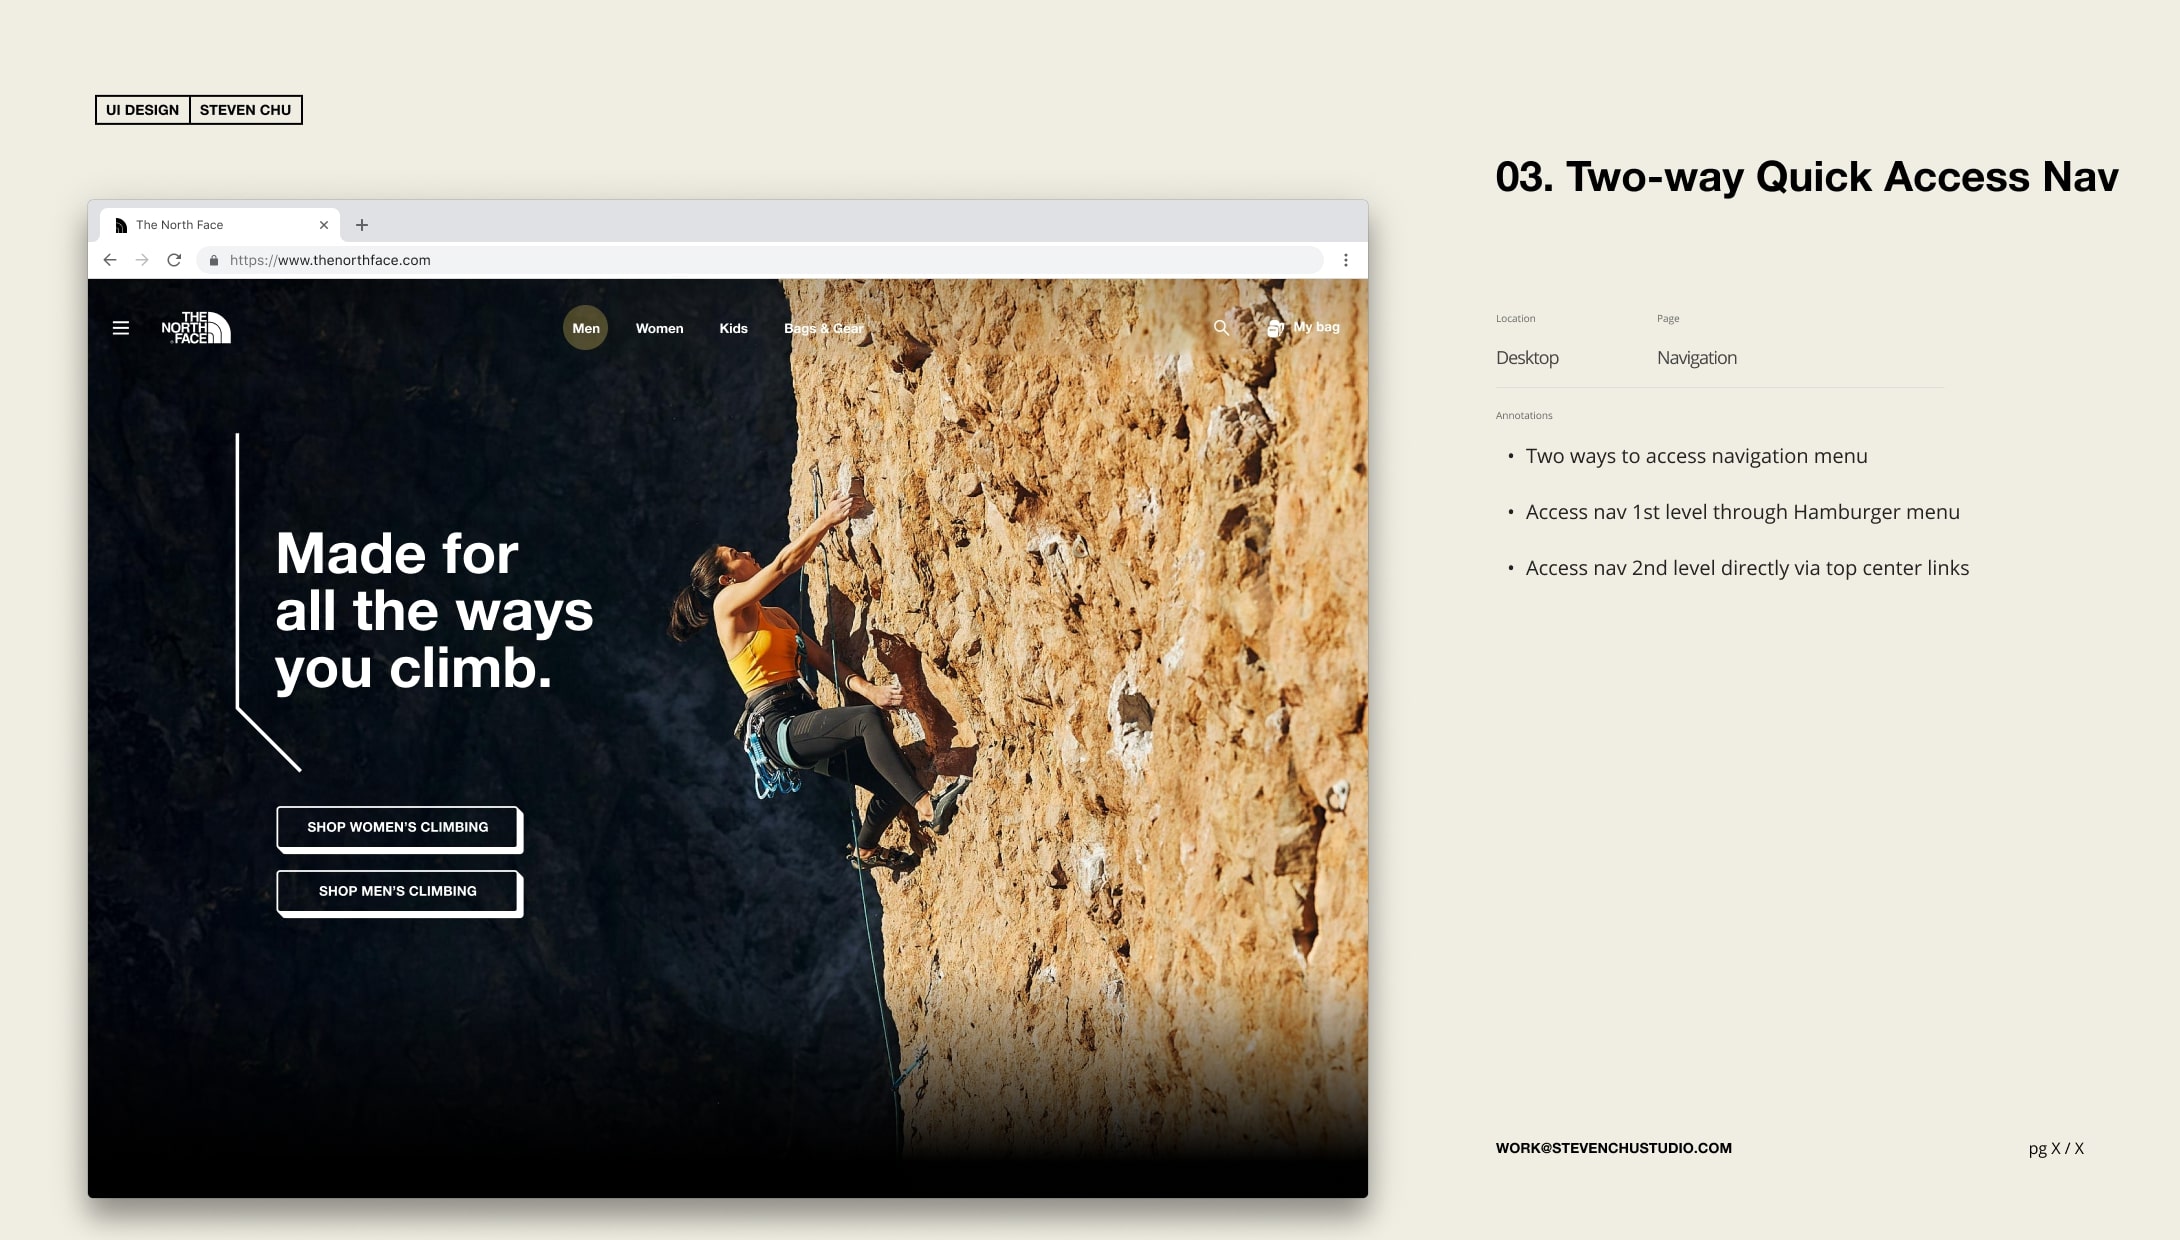 UI DESIGN STEVEN CHU
03. Two-way Quick Access Nav
The North Face
https://www.thenorthface.com
THE
NORTH
FACE
Men Women Kids Bags & Gear My bag
Made for
all the ways
you climb.
SHOP WOMEN'S CLIMBING
SHOP MEN'S CLIMBING
Location Page
Desktop Navigation
Annotations
• Two ways to access navigation menu
• Access nav 1st level through Hamburger menu
• Access nav 2nd level directly via top center links
WORK@STEVENCHUSTUDIO.COM pg X / X